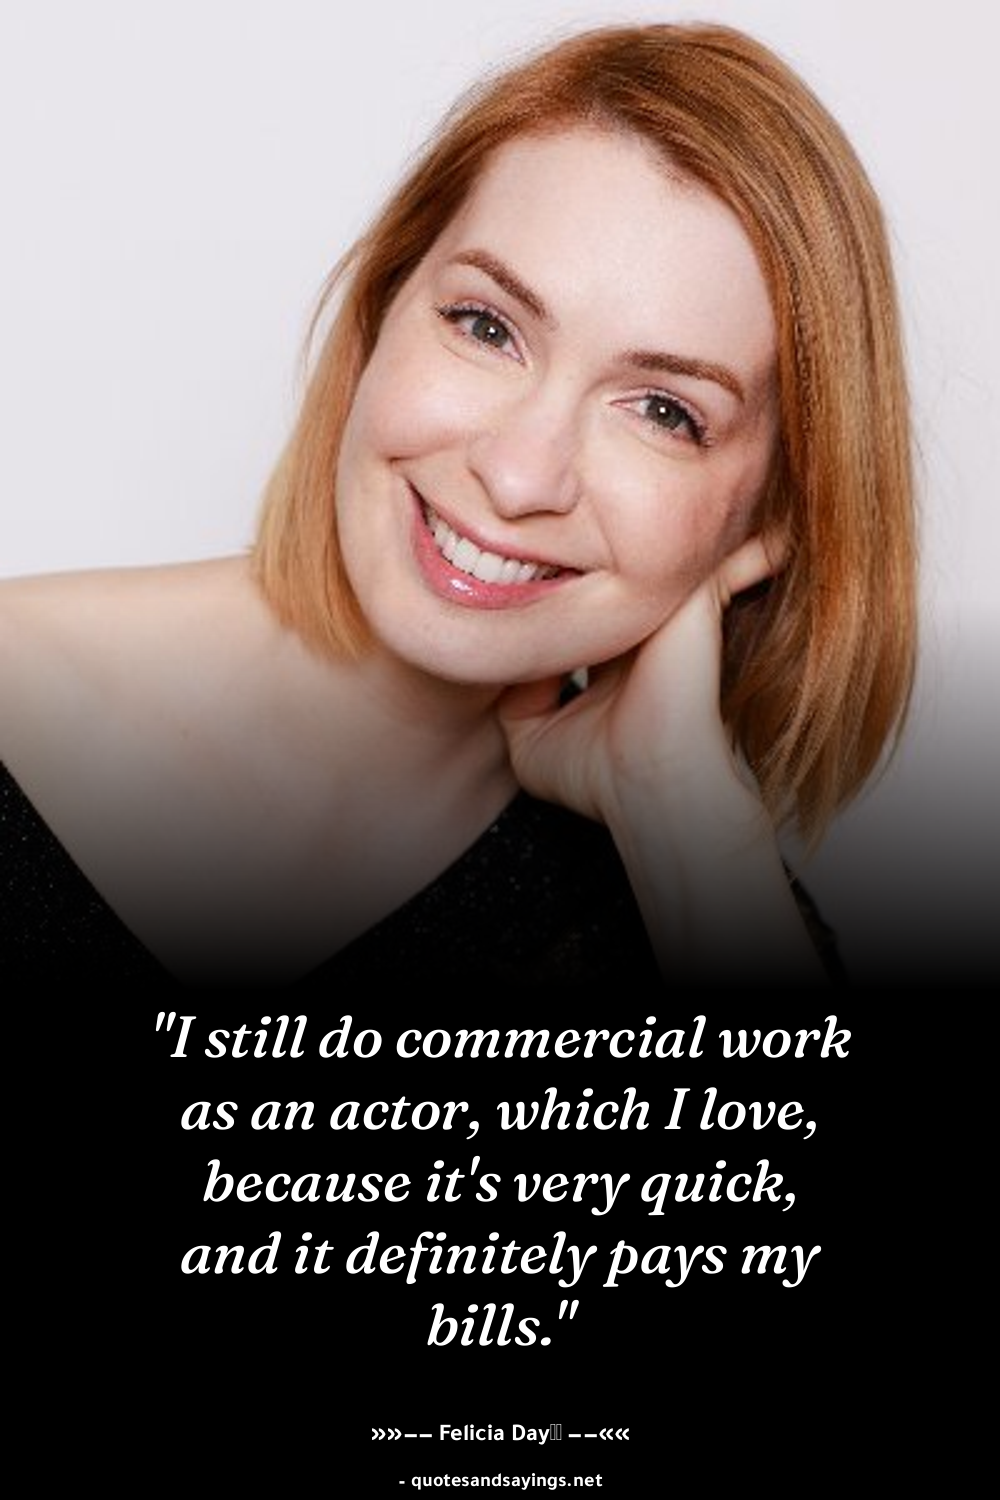 "I still do commercial work
as an actor, which I love,
because it's very quick,
and it definitely pays my
bills."
»»–– Felicia Day ––««
- quotesandsayings.net